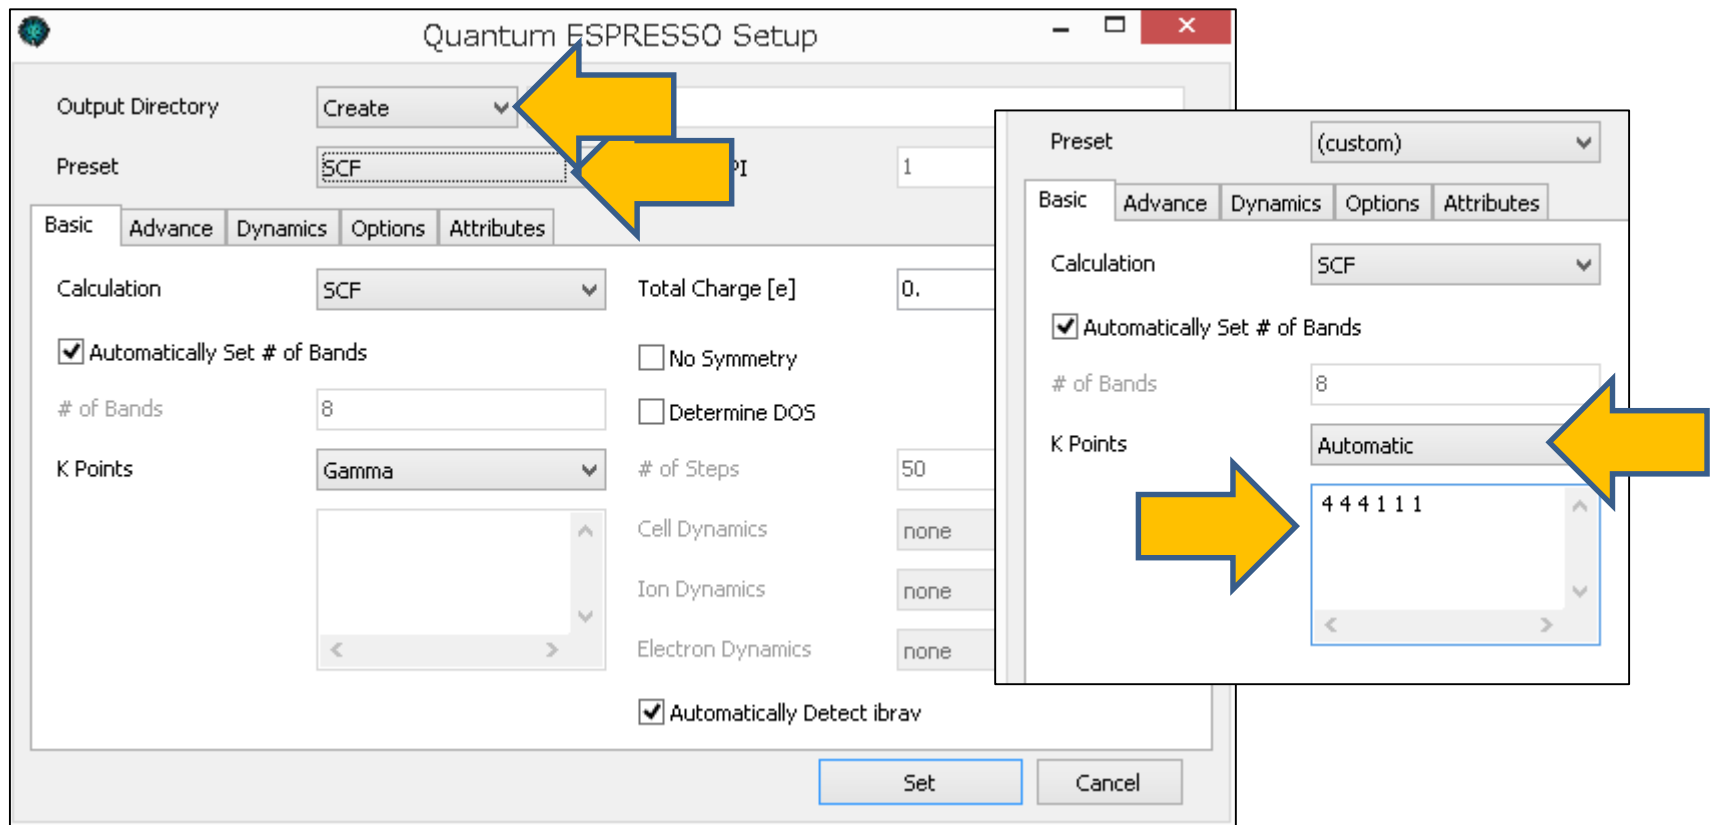 Quantum ESPRESSO Setup
Output Directory
Create
Preset
SCF
1
Basic
Advance
Dynamics
Options
Attributes
Calculation
SCF
Total Charge [e]
0.
Automatically Set # of Bands
No Symmetry
# of Bands
8
Determine DOS
K Points
Gamma
# of Steps
50
Cell Dynamics
none
Ion Dynamics
none
Electron Dynamics
none
Automatically Detect ibrav
Set
Cancel
Preset
(custom)
Basic
Advance
Dynamics
Options
Attributes
Calculation
SCF
Automatically Set # of Bands
# of Bands
8
K Points
Automatic
4 4 4 1 1 1